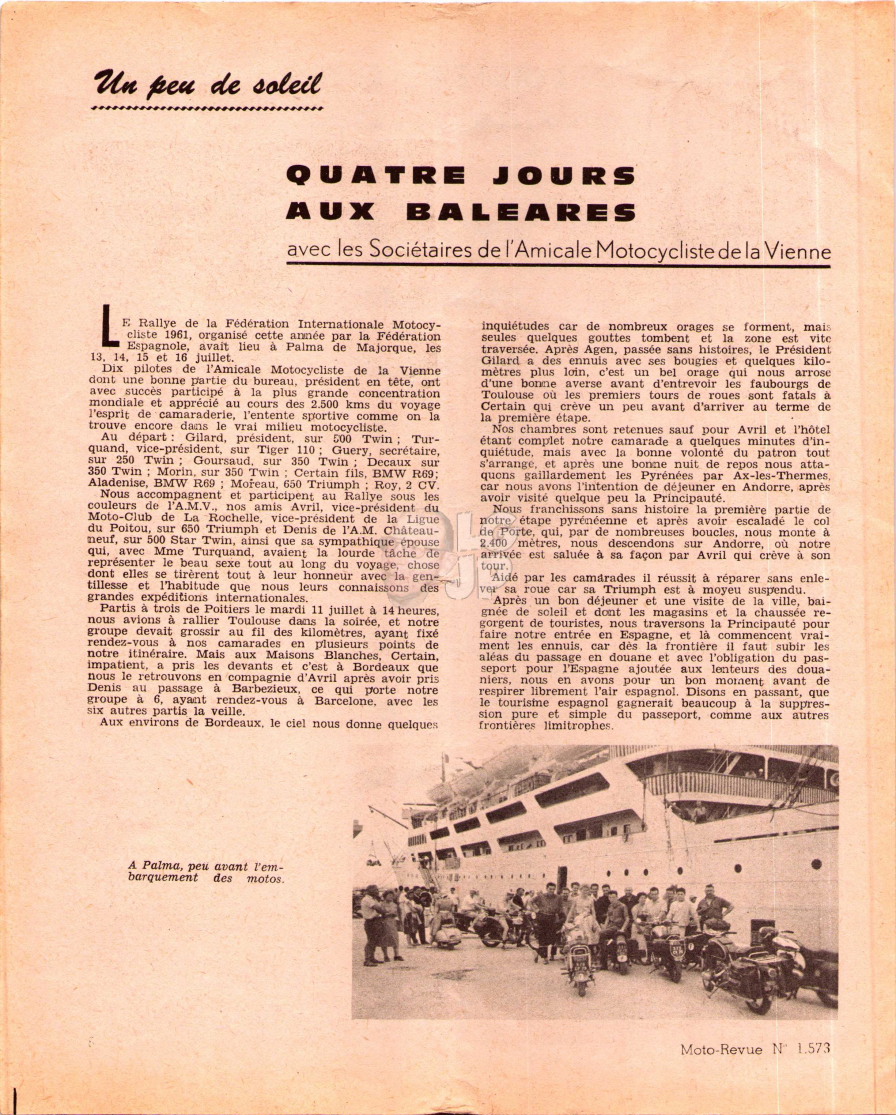 Un peu de soleil
QUATRE JOURS
AUX BALEARES
avec les Sociétaires de l'Amicale Motocycliste de la Vienne
LE Rallye de la Fédération Internationale Motocy-
cliste 1961, organisé cette année par la Fédération
Espagnole, avait lieu à Palma de Majorque, les
13, 14, 15 et 16 juillet.
Dix pilotes de l'Amicale Motocycliste de la Vienne
dont une bonne partie du bureau, président en tête, ont
avec succès participé à la plus grande concentration
mondiale et apprécié au cours des 2.500 kms du voyage
l'esprit de camaraderie, l'entente sportive comme on la
trouve encore dans le vrai milieu motocycliste.
Au départ : Gilard, président, sur 500 Twin ; Tur-
quand, vice-président, sur Tiger 110 ; Guery, secrétaire,
sur 250 Twin ; Goursaud, sur 350 Twin ; Decaux sur
350 Twin ; Morin, sur 350 Twin ; Certain fils, BMW R69;
Aladenise, BMW R69 ; Moreau, 650 Triumph ; Roy, 2 CV.
Nous accompagnent et participent au Rallye sous les
couleurs de l'A.M.V., nos amis Avril, vice-président du
Moto-Club de La Rochelle, vice-président de la Ligue
du Poitou, sur 650 Triumph et Denis de l'A.M. Château-
neuf, sur 500 Star Twin, ainsi que sa sympathique épouse
qui, avec Mme Turquand, avaient la lourde tâche de
représenter le beau sexe tout au long du voyage, chose
dont elles se tirèrent tout à leur honneur avec la gen-
tillesse et l'habitude que nous leurs connaissons des
grandes expéditions internationales.
Partis à trois de Poitiers le mardi 11 juillet à 14 heures,
nous avions à rallier Toulouse dans la soirée, et notre
groupe devait grossir au fil des kilomètres, ayant fixé
rendez-vous à nos camarades en plusieurs points de
notre itinéraire. Mais aux Maisons Blanches, Certain,
impatient, a pris les devants et c'est à Bordeaux que
nous le retrouvons en compagnie d'Avril après avoir pris
Denis au passage à Barbezieux, ce qui porte notre
groupe à 6, ayant rendez-vous à Barcelone, avec les
six autres partis la veille.
Aux environs de Bordeaux, le ciel nous donne quelques
inquiétudes car de nombreux orages se forment, mais
seules quelques gouttes tombent et la zone est vite
traversée. Après Agen, passée sans histoires, le Président
Gilard a des ennuis avec ses bougies et quelques kilo-
mètres plus loin, c'est un bel orage qui nous arrose
d'une bonne averse avant d'entrevoir les faubourgs de
Toulouse où les premiers tours de roues sont fatals à
Certain qui crève un peu avant d'arriver au terme de
la première étape.
Nos chambres sont retenues sauf pour Avril et l'hôtel
étant complet notre camarade a quelques minutes d'in-
quiétude, mais avec la bonne volonté du patron tout
s'arrange, et après une bonne nuit de repos nous atta-
quons gaillardement les Pyrénées par Ax-les-Thermes,
car nous avons l'intention de déjeuner en Andorre, après
avoir visité quelque peu la Principauté.
Nous franchissons sans histoire la première partie de
notre étape pyrénéenne et après avoir escaladé le col
de Porte, qui, par de nombreuses boucles, nous monte à
2.400 mètres, nous descendons sur Andorre, où notre
arrivée est saluée à sa façon par Avril qui crève à son
tour.
Aidé par les camarades il réussit à réparer sans enle-
ver sa roue car sa Triumph est à moyeu suspendu.
Après un bon déjeuner et une visite de la ville, bai-
gnée de soleil et dont les magasins et la chaussée re-
gorgent de touristes, nous traversons la Principauté pour
faire notre entrée en Espagne, et là commencent vrai-
ment les ennuis, car dès la frontière il faut subir les
aléas du passage en douane et avec l'obligation du pas-
seport pour l'Espagne ajoutée aux lenteurs des doua-
niers, nous en avons pour un bon moment avant de
respirer librement l'air espagnol. Disons en passant, que
le tourisme espagnol gagnerait beaucoup à la suppres-
sion pure et simple du passeport, comme aux autres
frontières limitrophes.
A Palma, peu avant l'em-
barquement des motos.
Moto-Revue N° 1.573